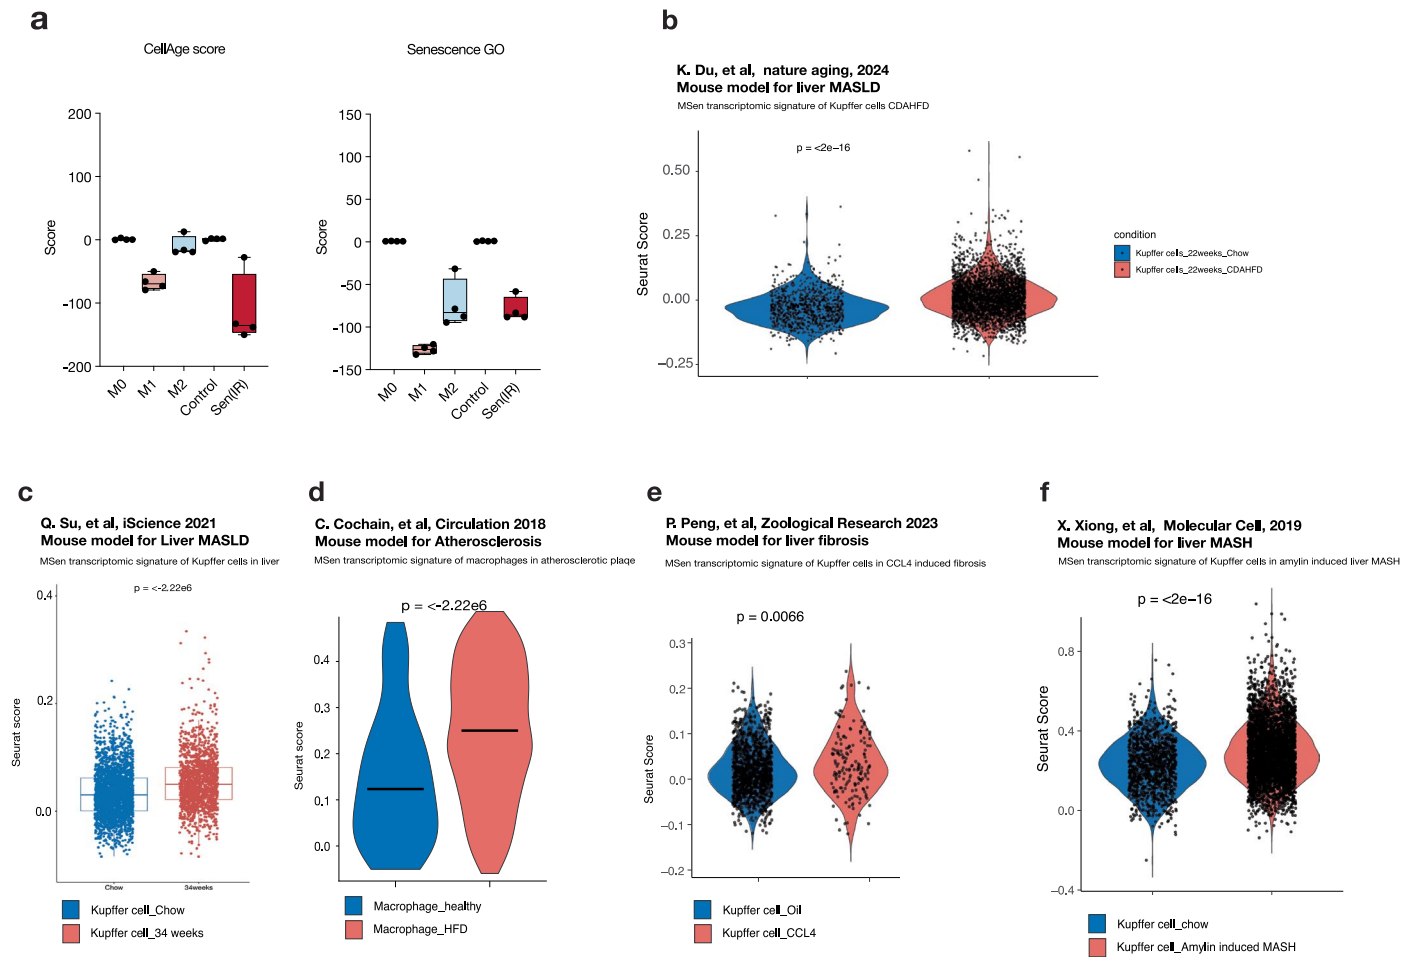 a
CellAge score
Senescence GO
Score
200
100
0
-100
-200
M0
M1
M2
Control
Sen(IR)
Score
150
100
50
0
-50
-100
-150
M0
M1
M2
Control
Sen(IR)
b
K. Du, et al, nature aging, 2024
Mouse model for liver MASLD
MSen transcriptomic signature of Kupffer cells CDAHFD
p = <2e-16
Seurat Score
0.50
0.25
0.00
−0.25
condition
Kupffer cells_22weeks_Chow
Kupffer cells_22weeks_CDAHFD
c
Q. Su, et al, iScience 2021
Mouse model for Liver MASLD
MSen transcriptomic signature of Kupffer cells in liver
p = <-2.22e6
Seurat score
0.4
0.2
0.0
Chow
34weeks
Kupffer cell_Chow
Kupffer cell_34 weeks
d
C. Cochain, et al, Circulation 2018
Mouse model for Atherosclerosis
MSen transcriptomic signature of macrophages in atherosclerotic plaqe
p = <-2.22e6
Seurat score
0.4
0.3
0.2
0.1
0.0
Macrophage_healthy
Macrophage_HFD
e
P. Peng, et al, Zoological Research 2023
Mouse model for liver fibrosis
MSen transcriptomic signature of Kupffer cells in CCL4 induced fibrosis
p = 0.0066
Seurat Score
0.3
0.2
0.1
0.0
−0.1
−0.2
Kupffer cell_Oil
Kupffer cell_CCL4
f
X. Xiong, et al, Molecular Cell, 2019
Mouse model for liver MASH
MSen transcriptomic signature of Kupffer cells in amylin induced liver MASH
p = <2e-16
Seurat Score
0.8
0.4
0.0
−0.4
Kupffer cell_chow
Kupffer cell_Amylin induced MASH